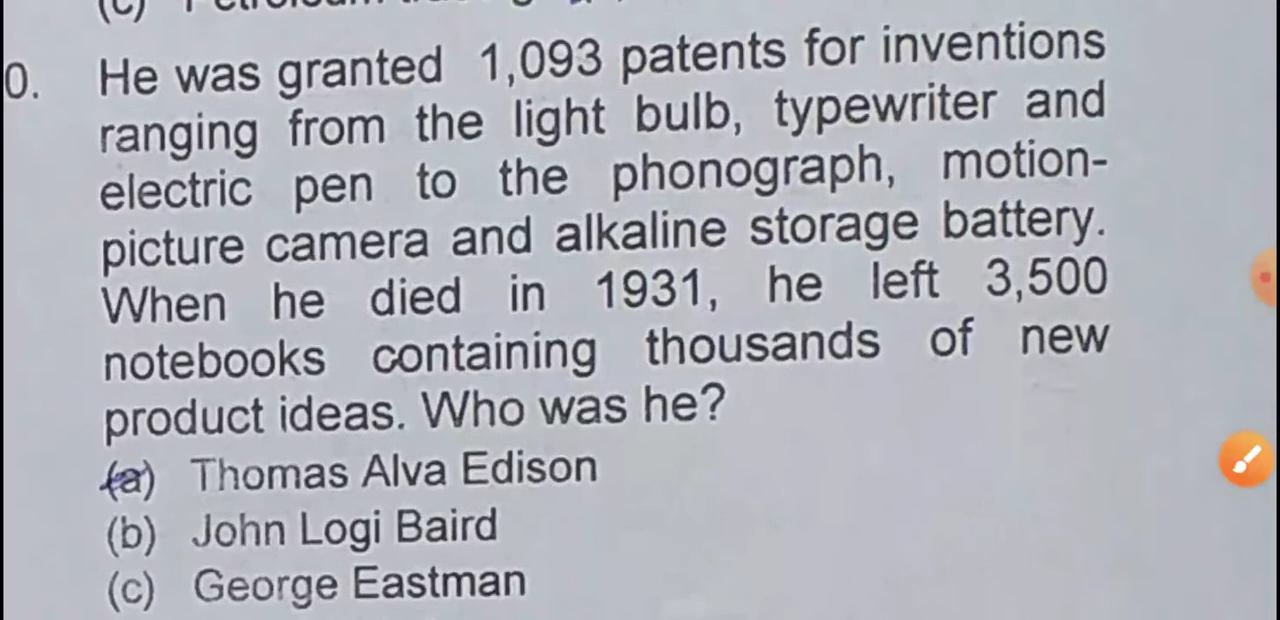 (c)
0. He was granted 1,093 patents for inventions
ranging from the light bulb, typewriter and
electric pen to the phonograph, motion-
picture camera and alkaline storage battery.
When he died in 1931, he left 3,500
notebooks containing thousands of new
product ideas. Who was he?
(a) Thomas Alva Edison
(b) John Logi Baird
(c) George Eastman